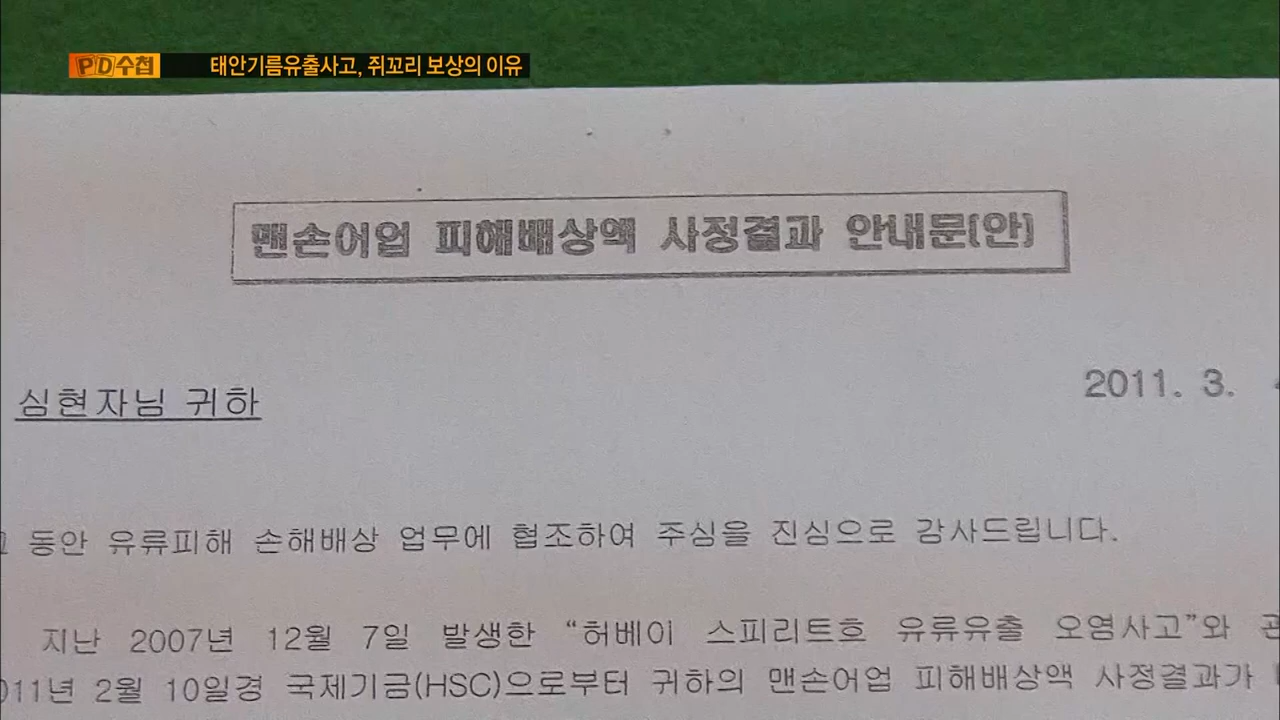 PD수첩 태안기름유출사고, 쥐꼬리 보상의 이유
맨손어업 피해배상액 사정결과 안내문(안)
심현자님 귀하
2011. 3.
동안 유류피해 손해배상 업무에 협조하여 주심을 진심으로 감사드립니다.
지난 2007년 12월 7일 발생한 “허베이 스피리트호 유류유출 오염사고”와
011년 2월 10일경 국제기금(HSC)으로부터 귀하의 맨손어업 피해배상액 사정결과가